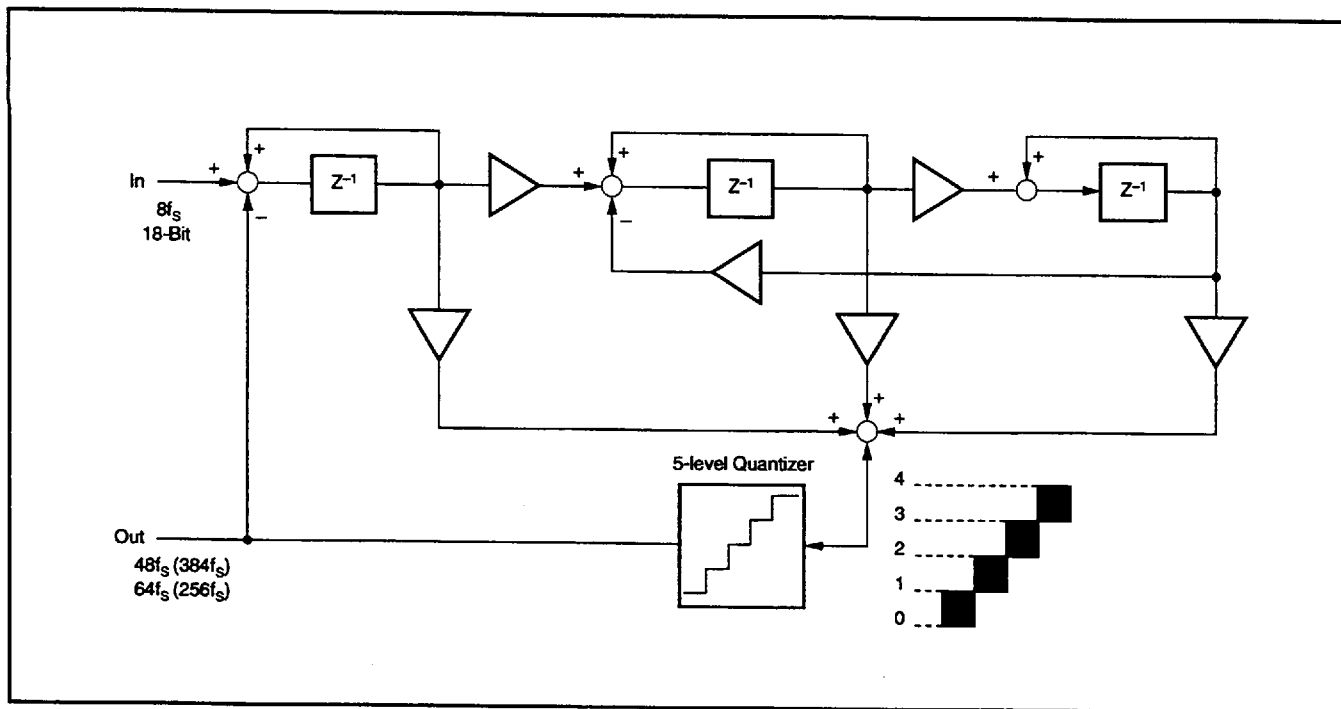 +
+
+
+
In
+
Z⁻¹
+
Z⁻¹
+
Z⁻¹
8fS
–
–
18-Bit
+
+
+
5-level Quantizer
4
3
2
1
0
Out
48fS (384fS)
64fS (256fS)